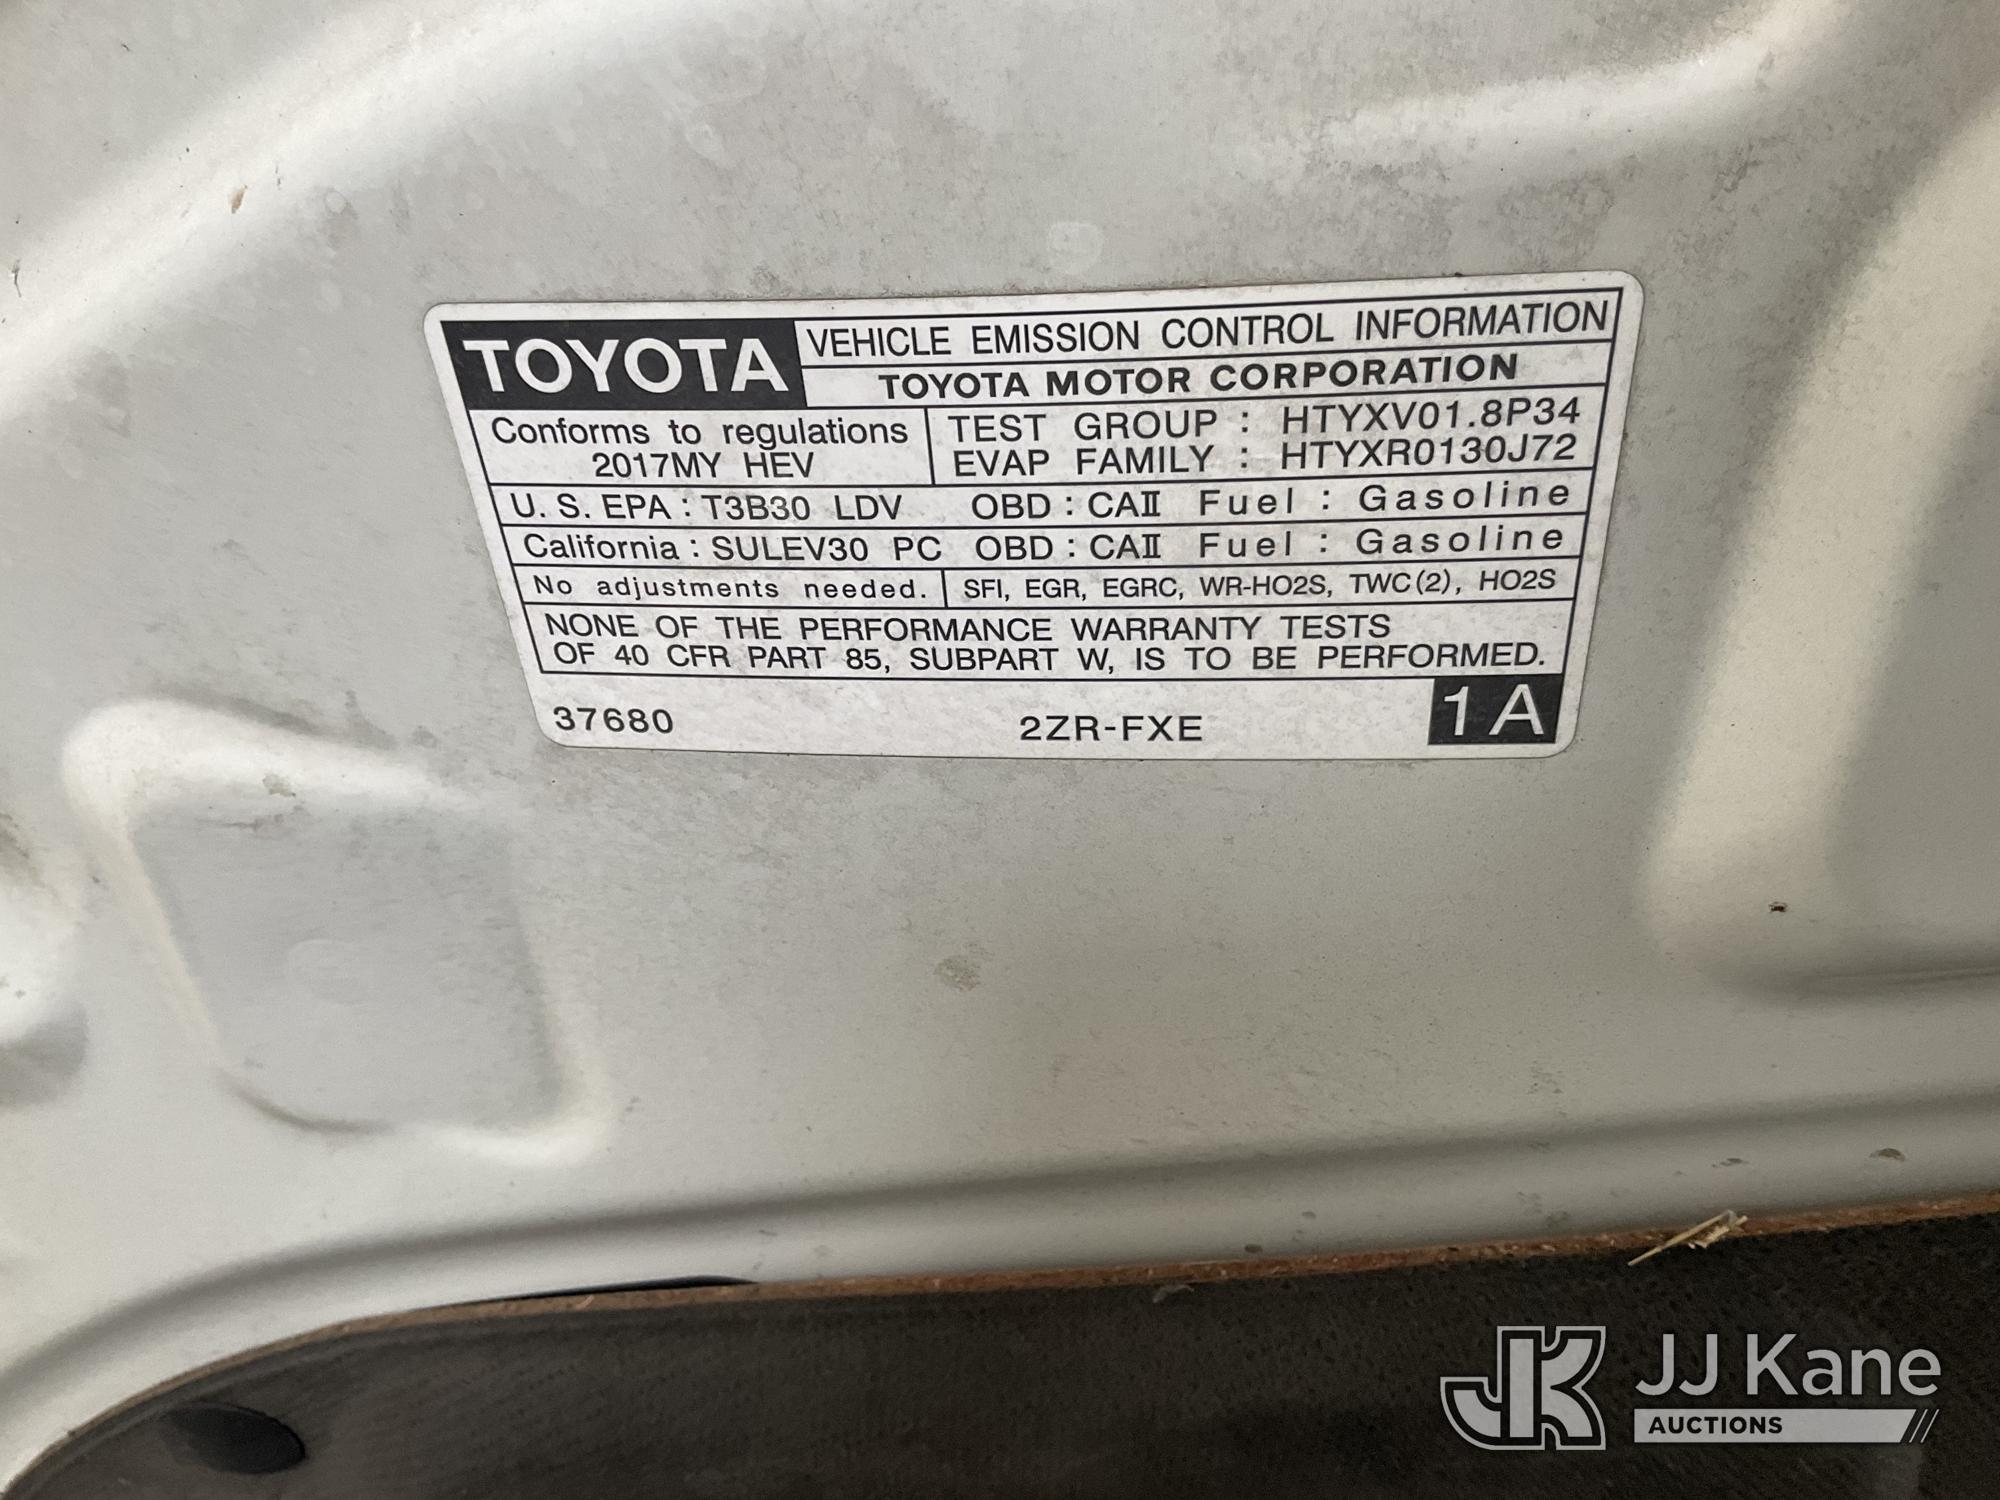 TOYOTA
VEHICLE EMISSION CONTROL INFORMATION
TOYOTA MOTOR CORPORATION
Conforms to regulations
2017MY HEV
TEST GROUP : HTYXV01.8P34
EVAP FAMILY : HTYXR0130J72
U.S. EPA : T3B30 LDV OBD : CAⅡ Fuel : Gasoline
California : SULEV30 PC OBD : CAⅡ Fuel : Gasoline
No adjustments needed. SFI, EGR, EGRC, WR-HO2S, TWC(2), HO2S
NONE OF THE PERFORMANCE WARRANTY TESTS
OF 40 CFR PART 85, SUBPART W, IS TO BE PERFORMED.
37680 2ZR-FXE 1A
JK JJ Kane
AUCTIONS